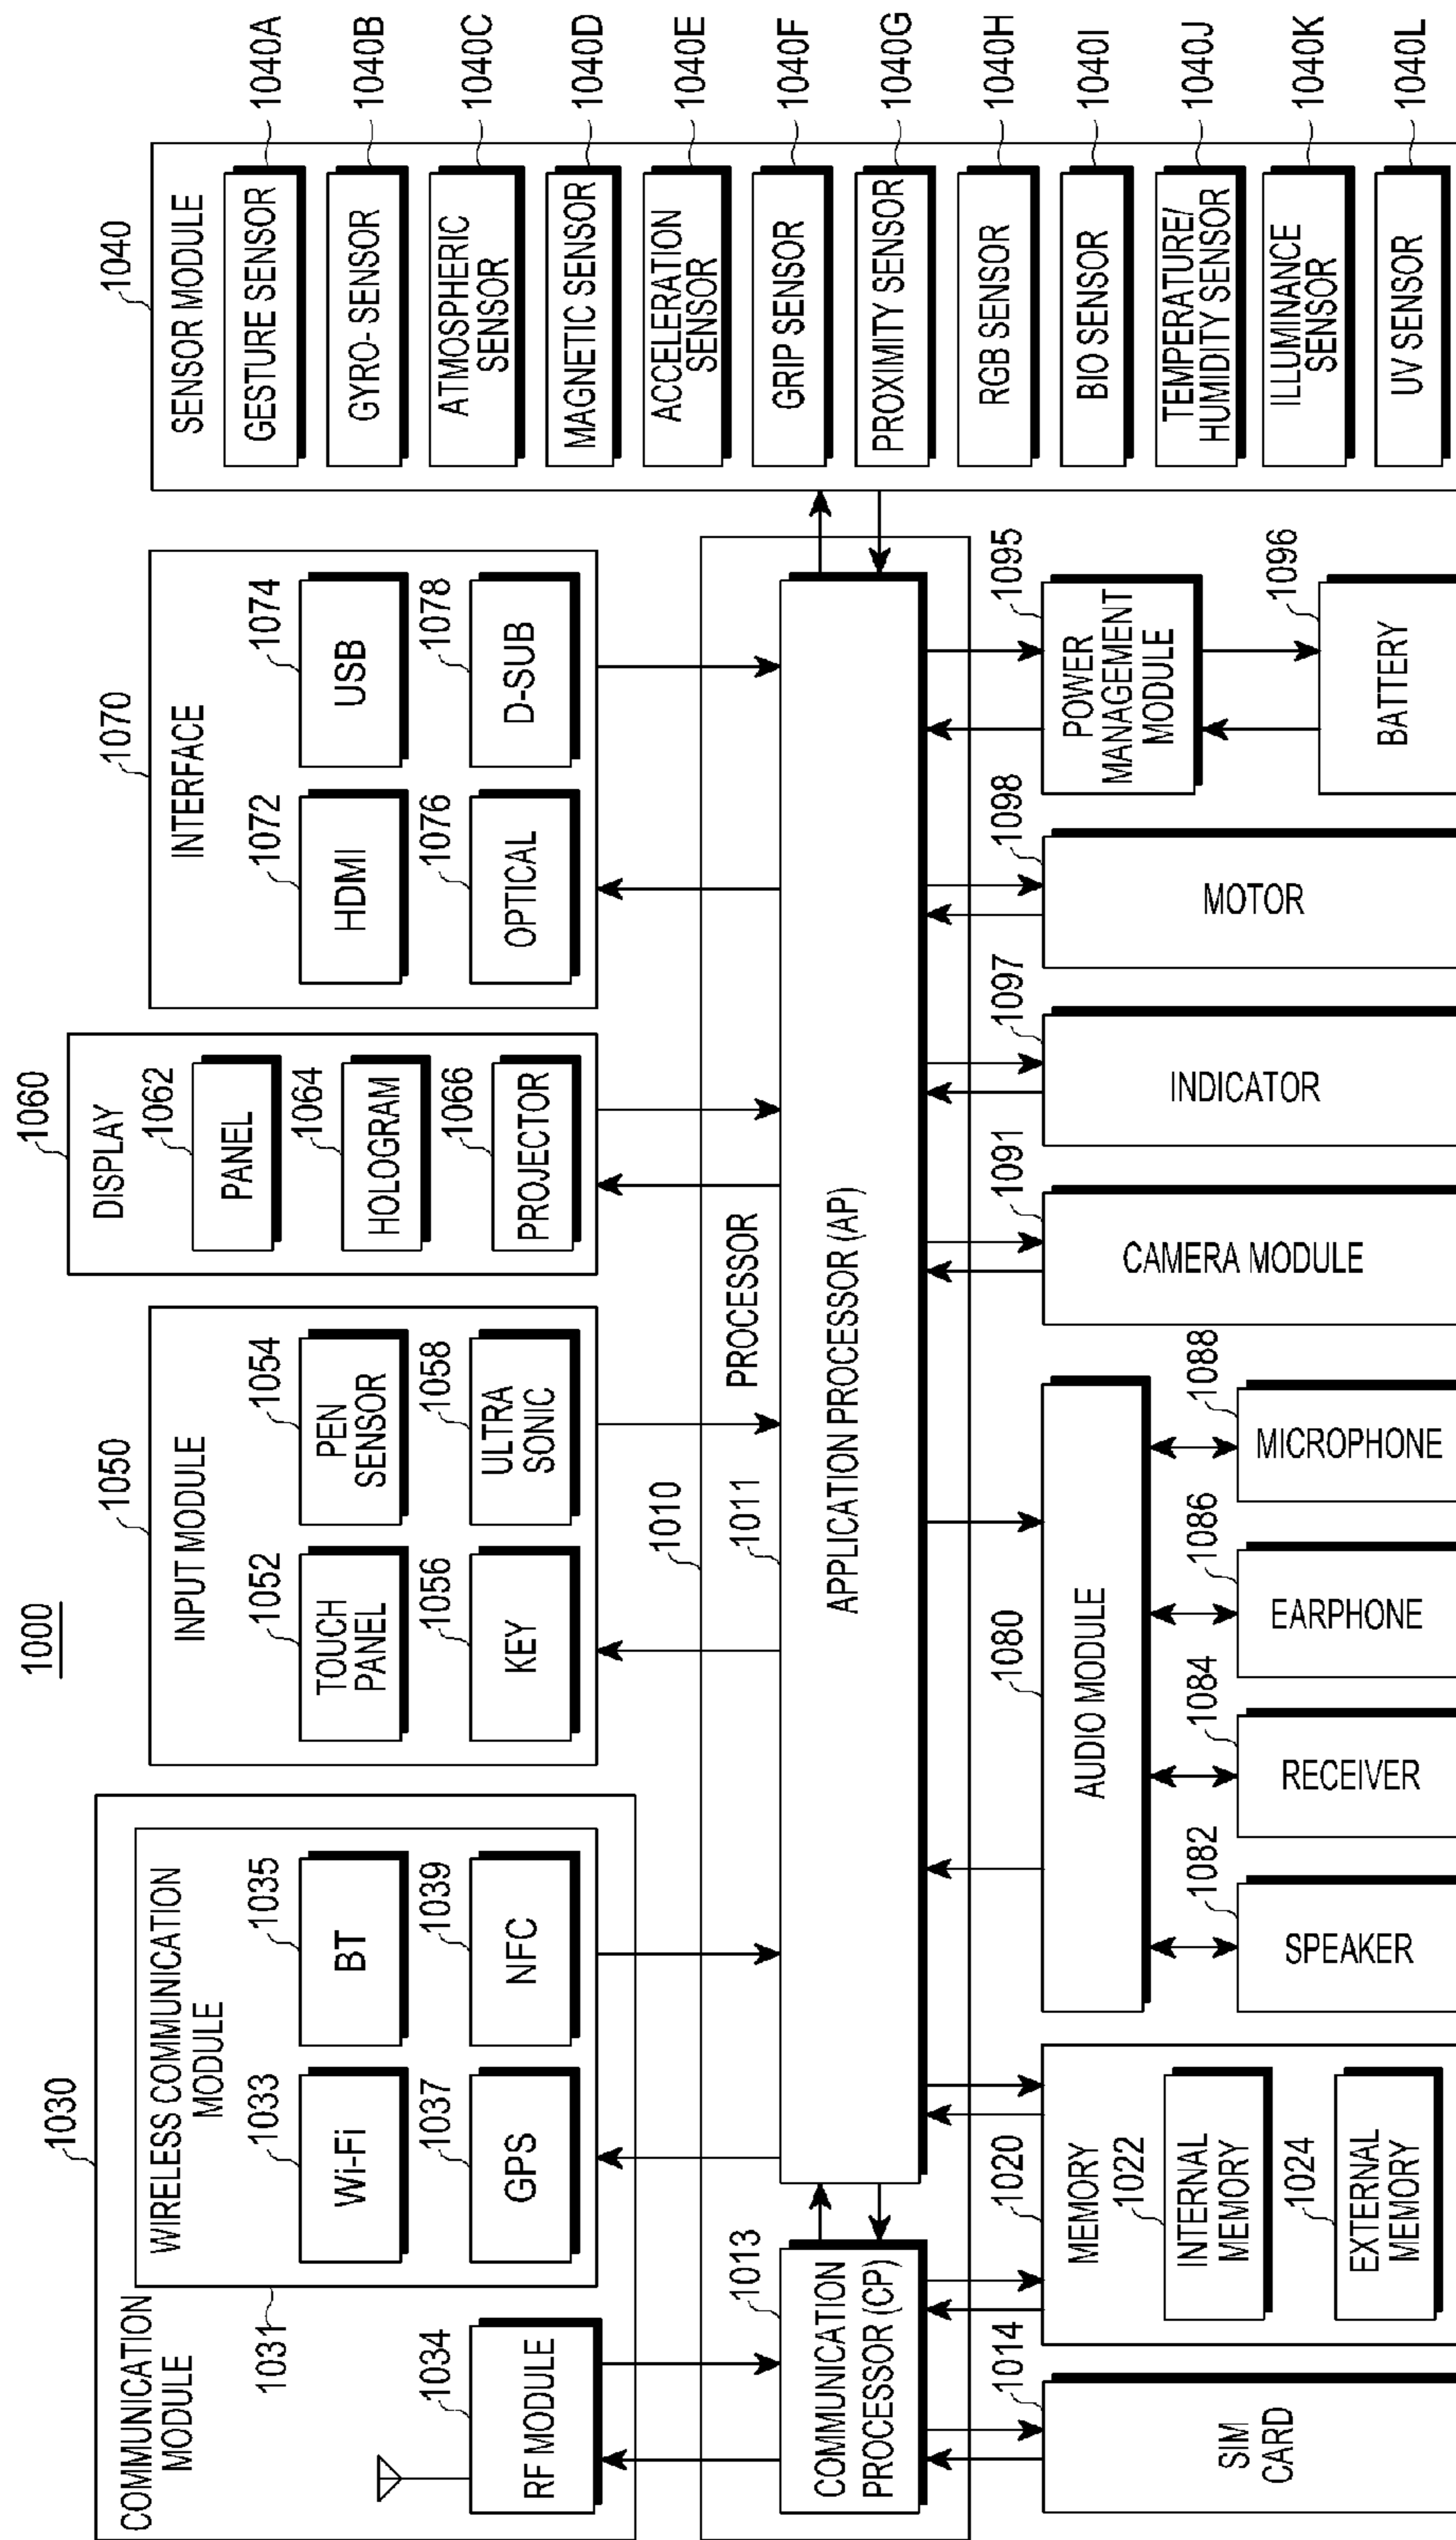 1000
1030
COMMUNICATION
MODULE
1031
WIRELESS COMMUNICATION
MODULE
1033
Wi-Fi
1035
BT
1037
GPS
1039
NFC
1034
RF MODULE
1050
INPUT MODULE
1052
TOUCH
PANEL
1054
PEN
SENSOR
1056
KEY
1058
ULTRA
SONIC
1060
DISPLAY
1062
PANEL
1064
HOLOGRAM
1066
PROJECTOR
1070
INTERFACE
1072
HDMI
1074
USB
1076
OPTICAL
1078
D-SUB
1040
SENSOR MODULE
GESTURE SENSOR
1040A
GYRO- SENSOR
1040B
ATMOSPHERIC
SENSOR
1040C
MAGNETIC SENSOR
1040D
ACCELERATION
SENSOR
1040E
GRIP SENSOR
1040F
PROXIMITY SENSOR
1040G
RGB SENSOR
1040H
BIO SENSOR
1040I
TEMPERATURE/
HUMIDITY SENSOR
1040J
ILLUMINANCE
SENSOR
1040K
UV SENSOR
1040L
1010
PROCESSOR
1011
APPLICATION PROCESSOR (AP)
1013
COMMUNICATION
PROCESSOR (CP)
1014
SIM
CARD
1020
MEMORY
1022
INTERNAL
MEMORY
1024
EXTERNAL
MEMORY
1080
AUDIO MODULE
1082
SPEAKER
1084
RECEIVER
1086
EARPHONE
1088
MICROPHONE
1091
CAMERA MODULE
1097
INDICATOR
1098
MOTOR
1095
POWER
MANAGEMENT
MODULE
1096
BATTERY